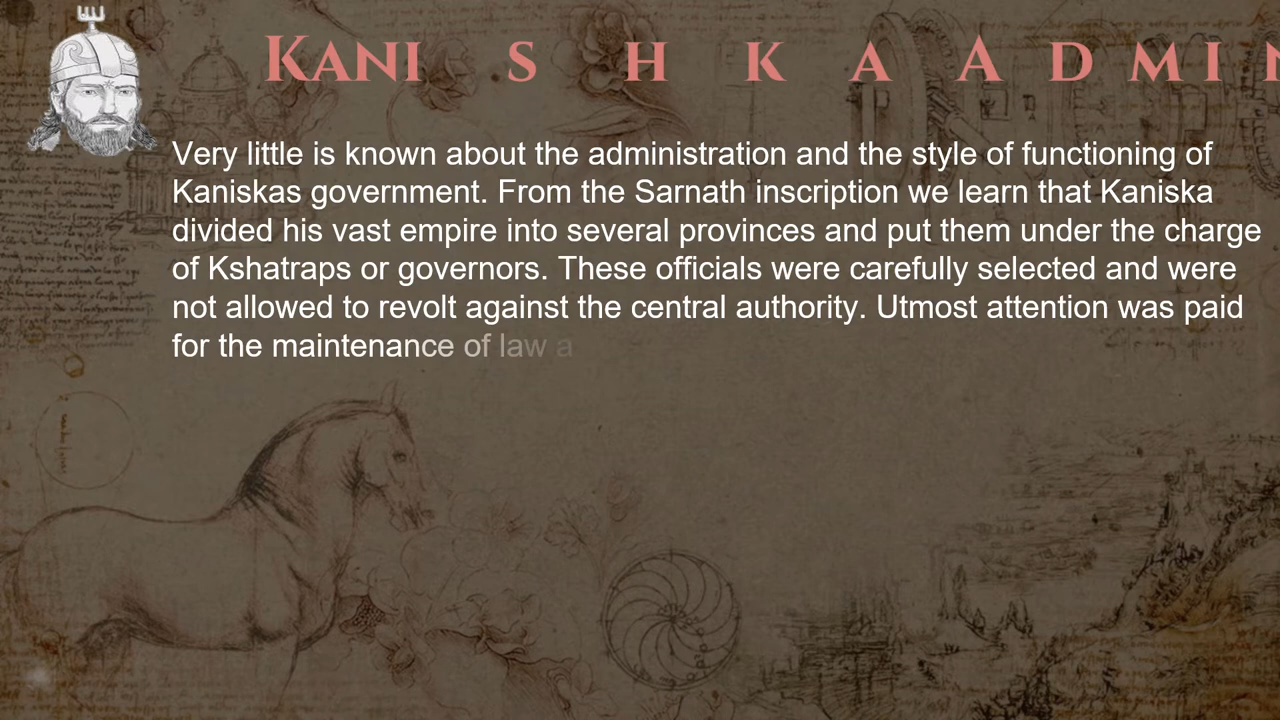 Kanishka Admin
Very little is known about the administration and the style of functioning of
Kaniskas government. From the Sarnath inscription we learn that Kaniska
divided his vast empire into several provinces and put them under the charge
of Kshatraps or governors. These officials were carefully selected and were
not allowed to revolt against the central authority. Utmost attention was paid
for the maintenance of law a